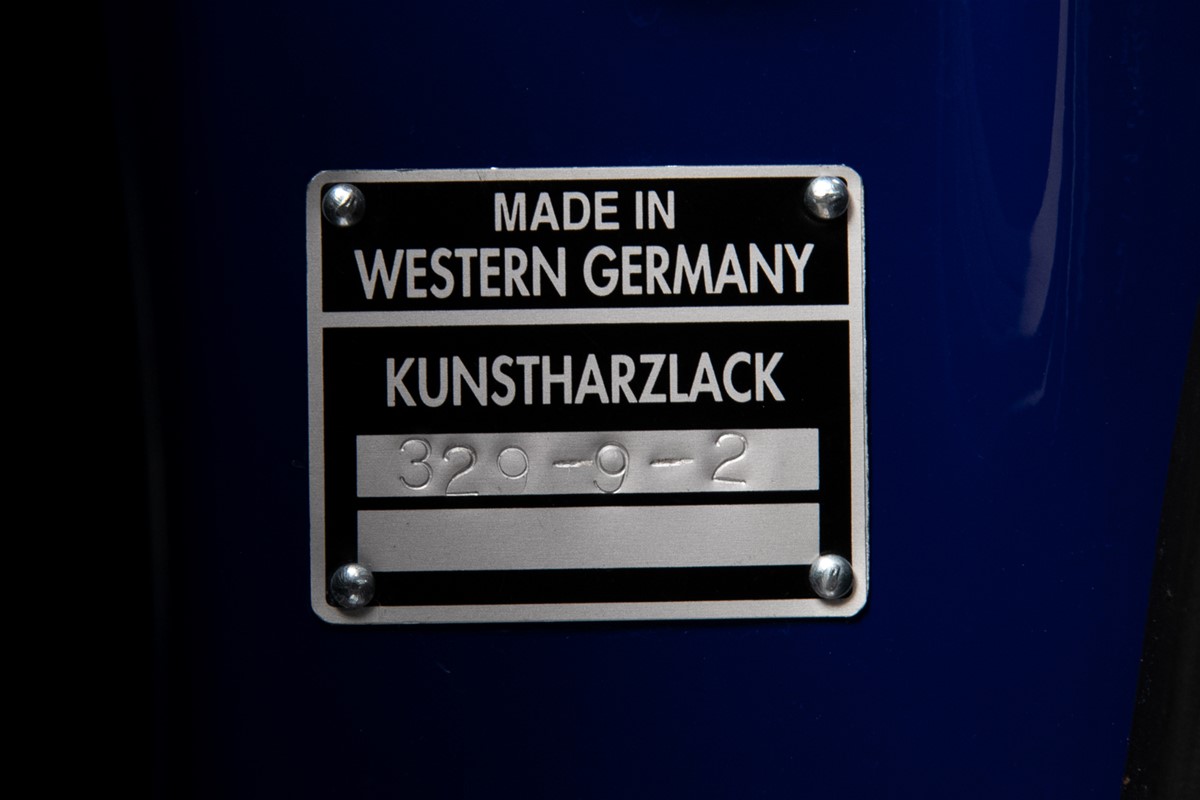 MADE IN
WESTERN GERMANY
KUNSTHARZLACK
329-9-2